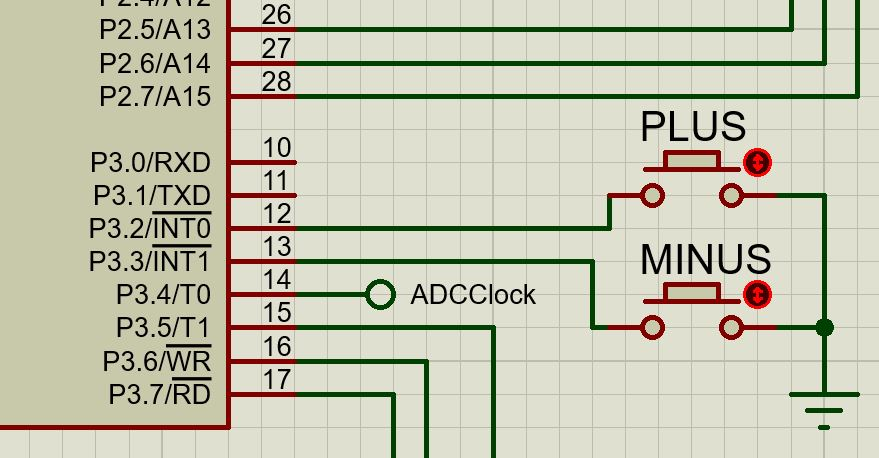 P2.4/A12
26
P2.5/A13
27
P2.6/A14
28
P2.7/A15
PLUS
10
P3.0/RXD
11
P3.1/TXD
12
P3.2/INT0
13
P3.3/INT1
MINUS
14
P3.4/T0
ADCClock
15
P3.5/T1
16
P3.6/WR
17
P3.7/RD